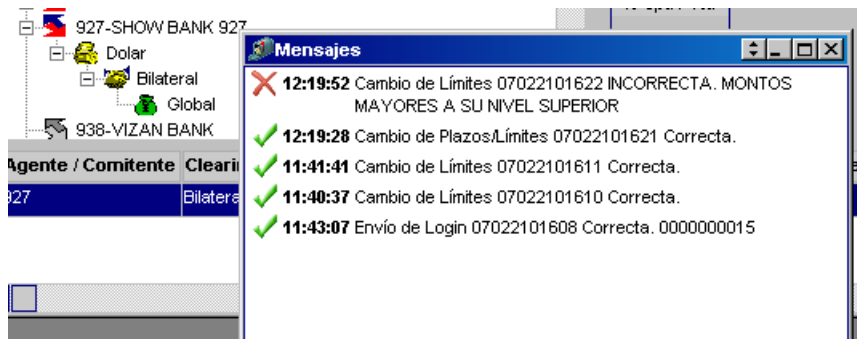 927-SHOW BANK 927
Dolar
Bilateral
Global
938-VIZAN BANK
Agente / Comitente
927
Bilatera
Mensajes
12:19:52 Cambio de Límites 07022101622 INCORRECTA. MONTOS
MAYORES A SU NIVEL SUPERIOR
12:19:28 Cambio de Plazos/Límites 07022101621 Correcta.
11:41:41 Cambio de Límites 07022101611 Correcta.
11:40:37 Cambio de Límites 07022101610 Correcta.
11:43:07 Envío de Login 07022101608 Correcta. 0000000015